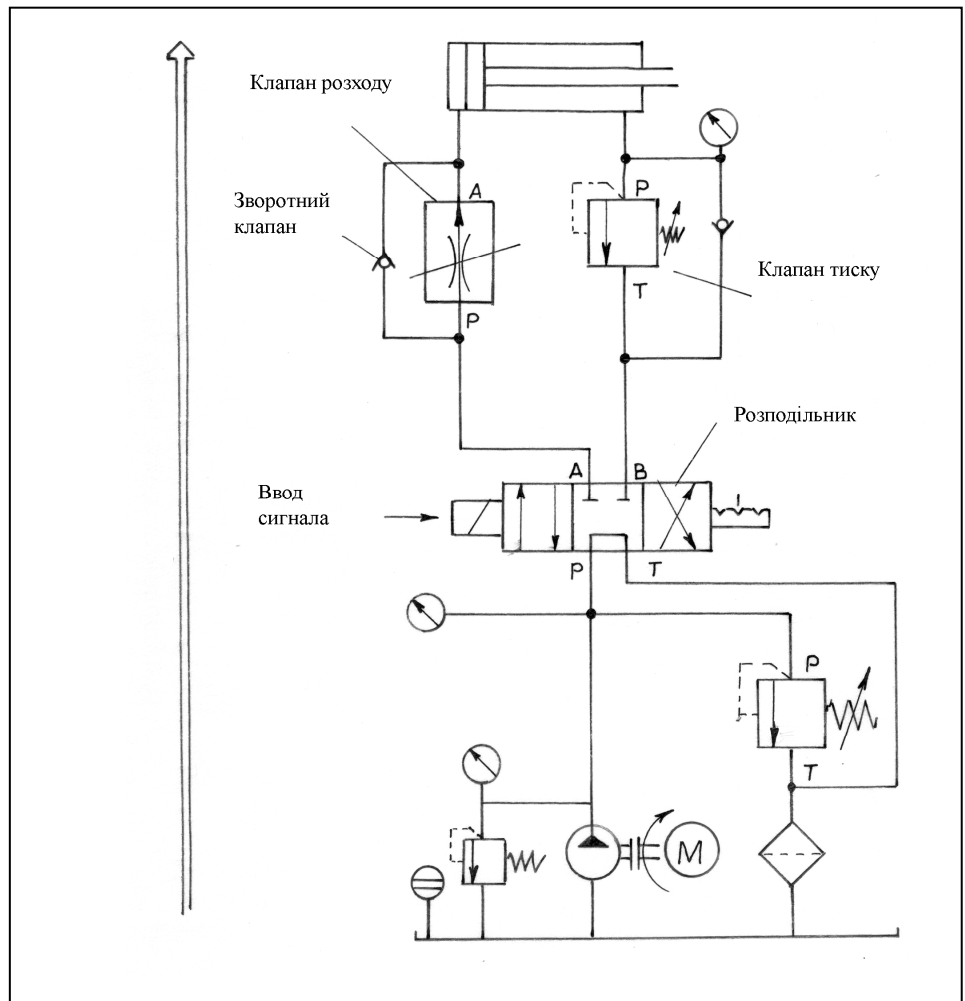 Клапан розходу
Зворотний
клапан
A
P
P
T
Клапан тиску
Розподільник
A B
Ввод
сигнала
P T
P
T
M